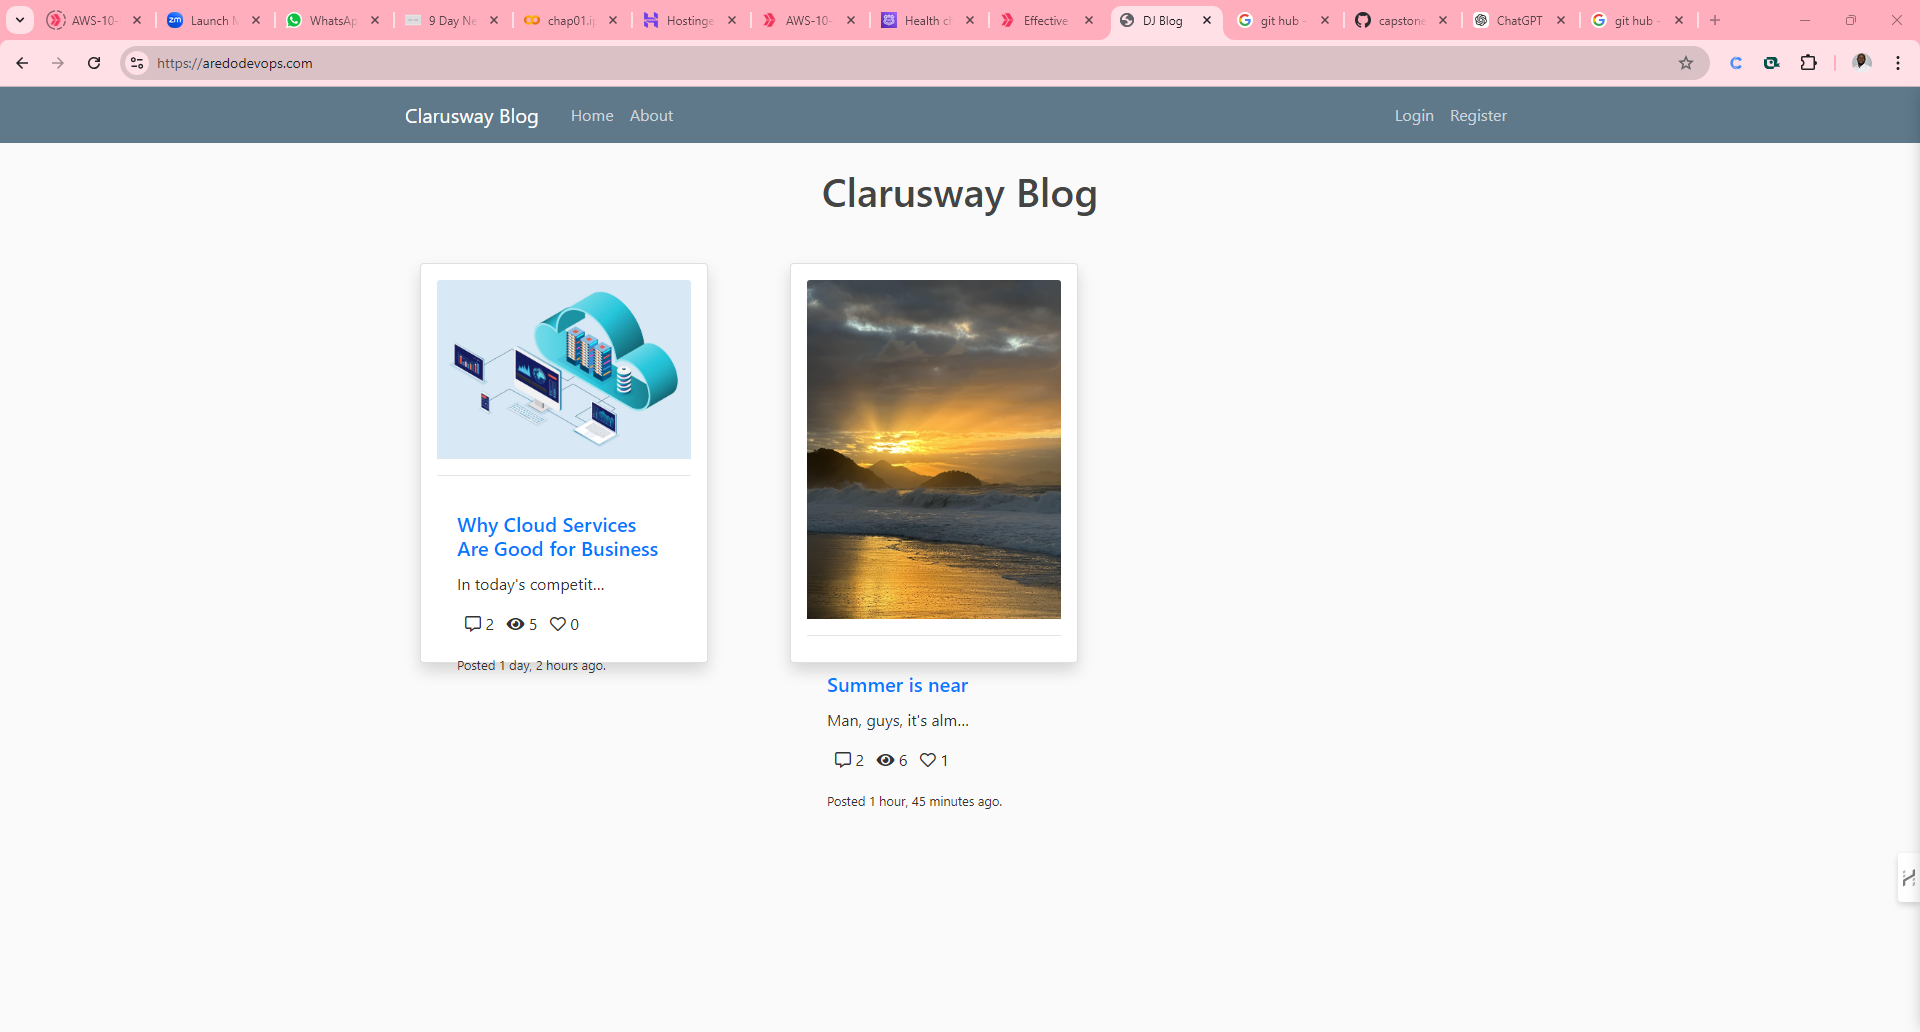 AWS-10-
Launch M
WhatsAp
9 Day Ne
chap01.ip
Hostinge
AWS-10-
Health ch
Effective
DJ Blog
git hub -
capstone
ChatGPT
git hub -
https://aredodevops.com
Clarusway Blog Home About Login Register
Clarusway Blog
Why Cloud Services
Are Good for Business
In today's competit...
2 5 0
Posted 1 day, 2 hours ago.
Summer is near
Man, guys, it's alm...
2 6 1
Posted 1 hour, 45 minutes ago.